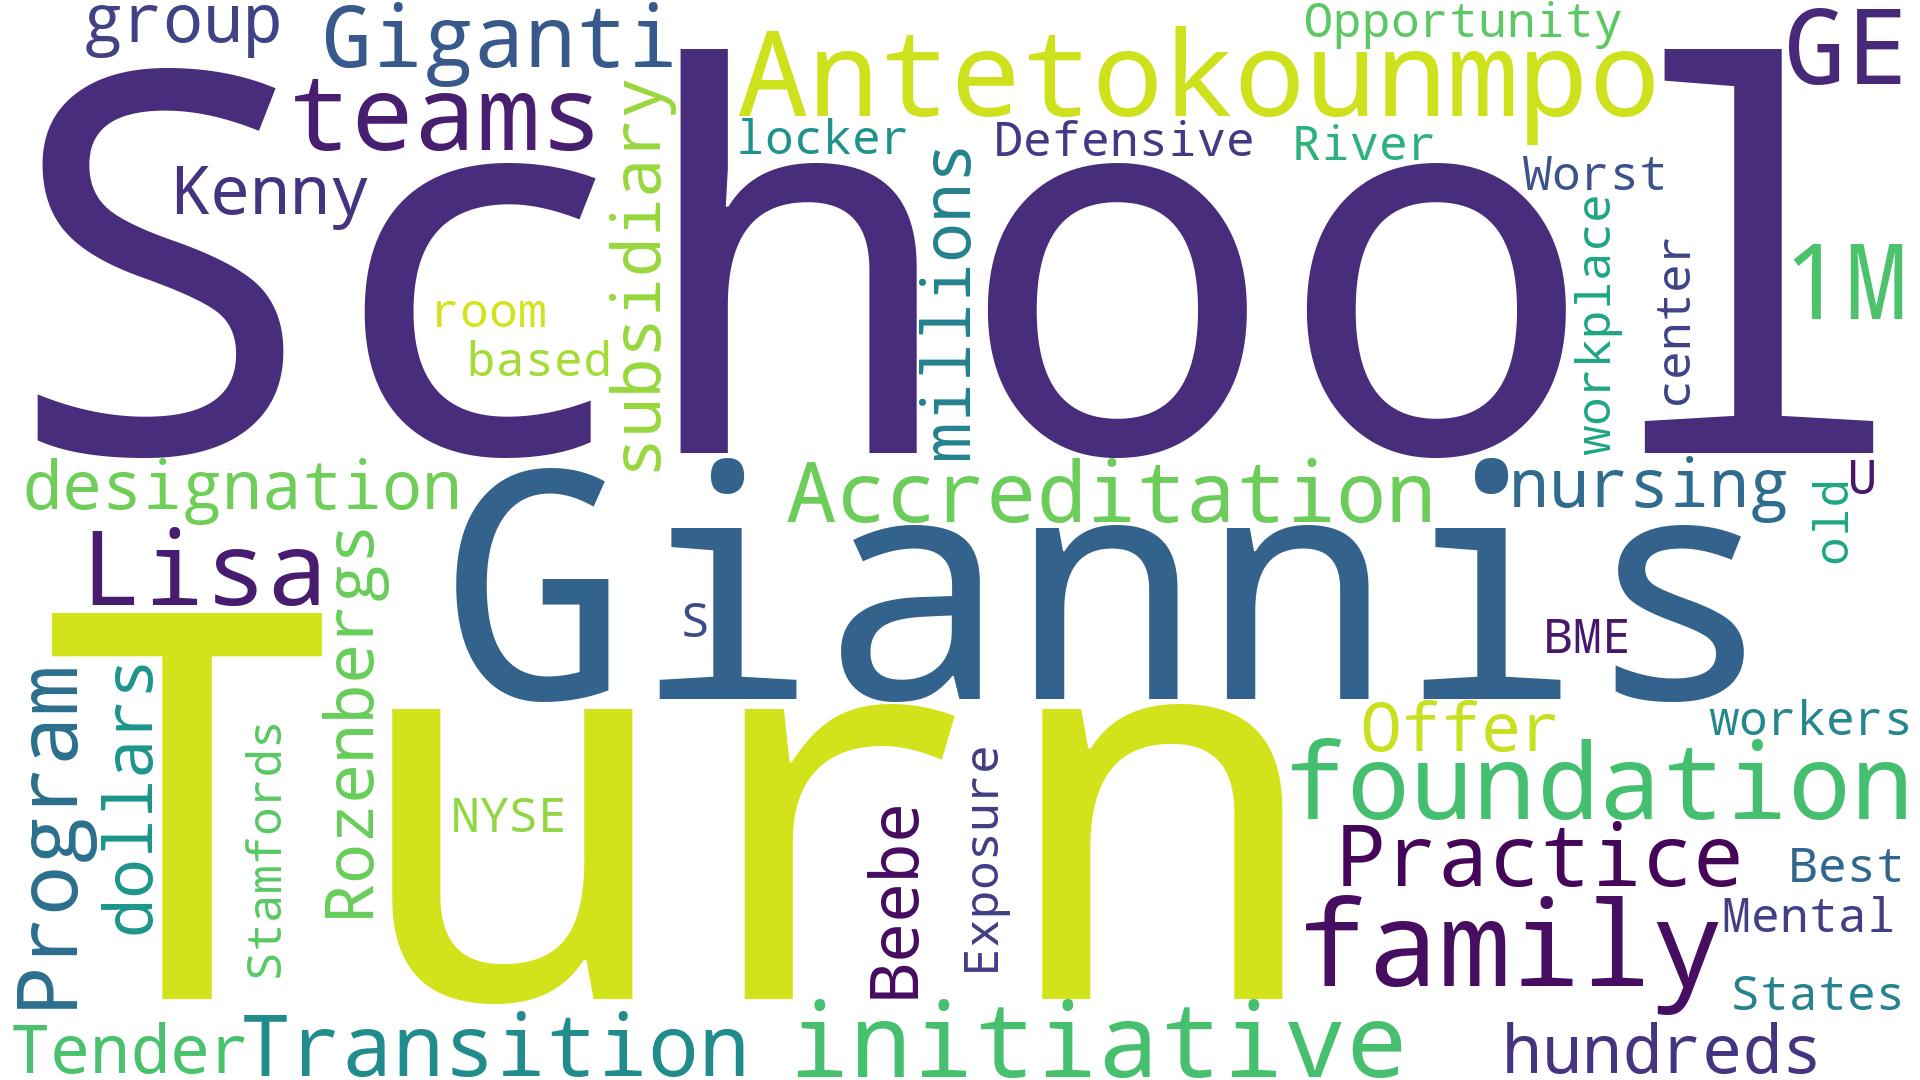 group
Giganti
Opportunity
GE
Antetokounmpo
teams
School
locker
Defensive
River
Worst
Kenny
subsidiary
millions
workplace
center
1M
room
based
designation
Accreditation
nursing
U
old
Giannis
Lisa
Rozenbergs
S
BME
Turn
Program
dollars
Stamfords
NYSE
Beebe
Exposure
Offer
workers
foundation
Practice
Best
family
Mental
States
Tender
Transition
initiative
hundreds